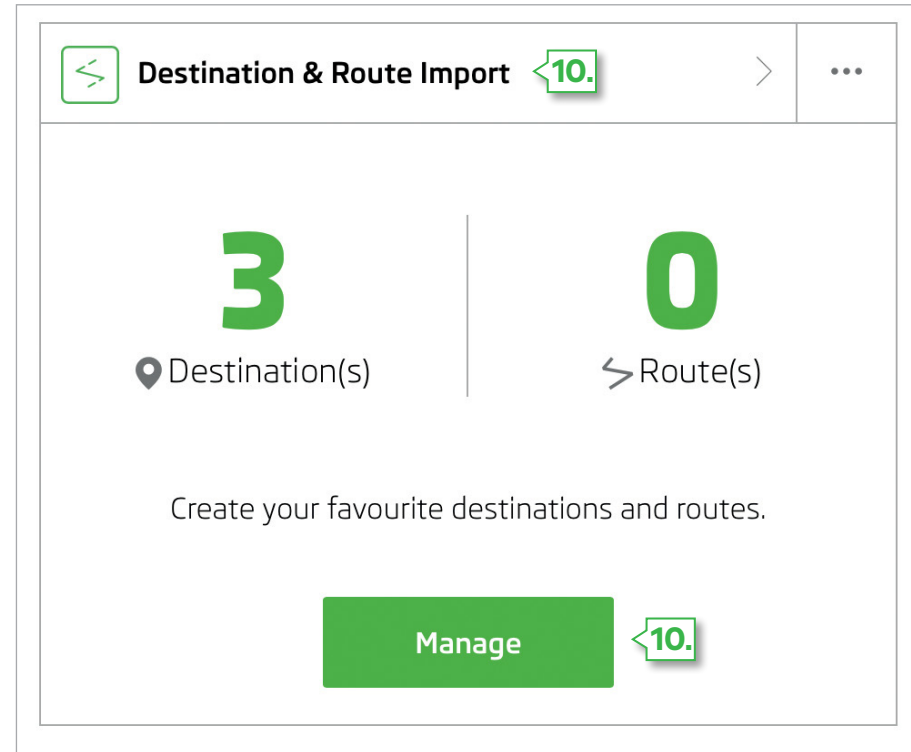 Destination & Route Import 10.
3 0
Destination(s) Route(s)
Create your favourite destinations and routes.
Manage 10.